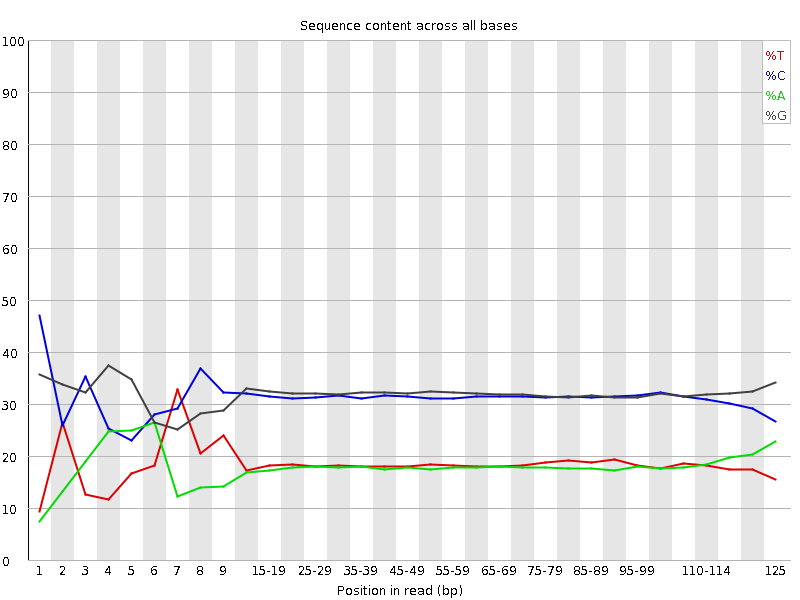 Sequence content across all bases
100
90
80
70
60
50
40
30
20
10
0
%T
%C
%A
%G
1 2 3 4 5 6 7 8 9 15-19 25-29 35-39 45-49 55-59 65-69 75-79 85-89 95-99 110-114 125
Position in read (bp)